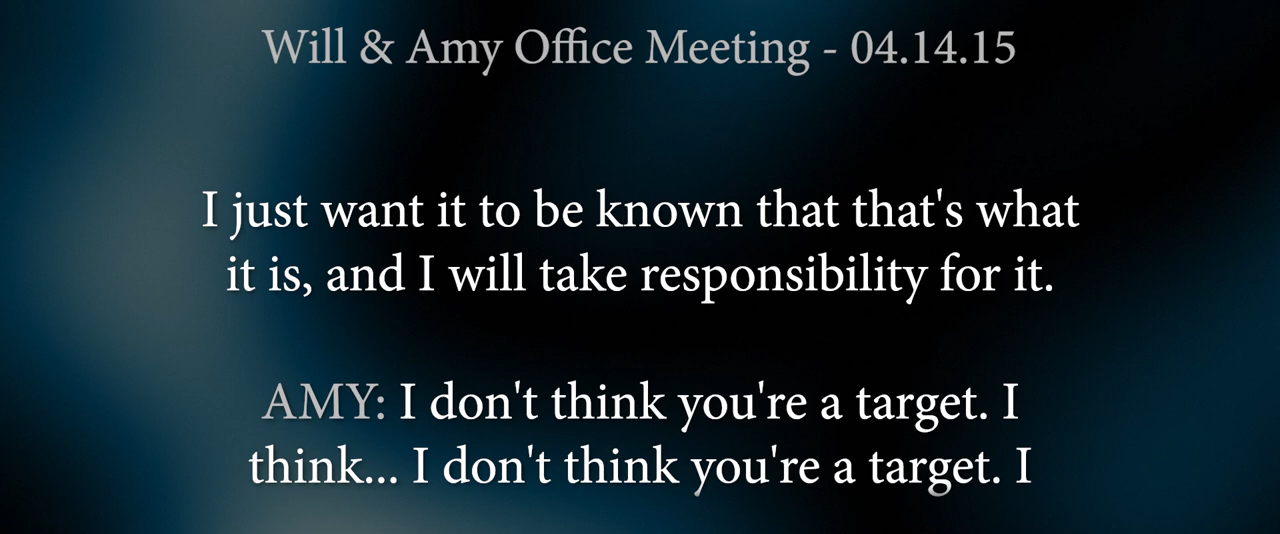 Will & Amy Office Meeting - 04.14.15
I just want it to be known that that's what
it is, and I will take responsibility for it.
AMY: I don't think you're a target. I
think... I don't think you're a target. I